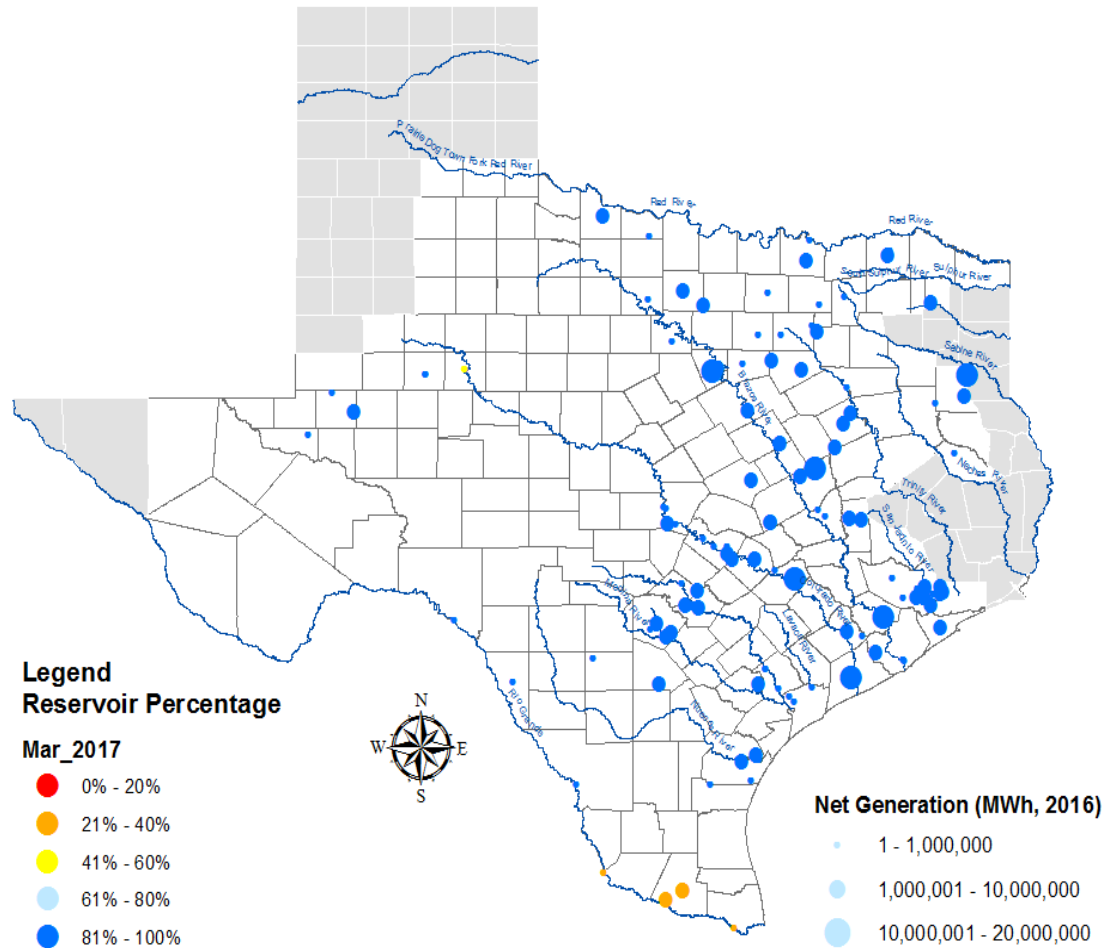 Prairie Dog Town Fork Red River
Red River
Red River
South Sulphur River
Sulphur River
Sabine River
Brazos River
Neches River
Trinity River
San Jacinto River
Colorado River
Medina River
Lavaca River
Rio Grande
Nueces River
N
W E
S
Legend
Reservoir Percentage
Mar_2017
0% - 20%
21% - 40%
41% - 60%
61% - 80%
81% - 100%
Net Generation (MWh, 2016)
1 - 1,000,000
1,000,001 - 10,000,000
10,000,001 - 20,000,000